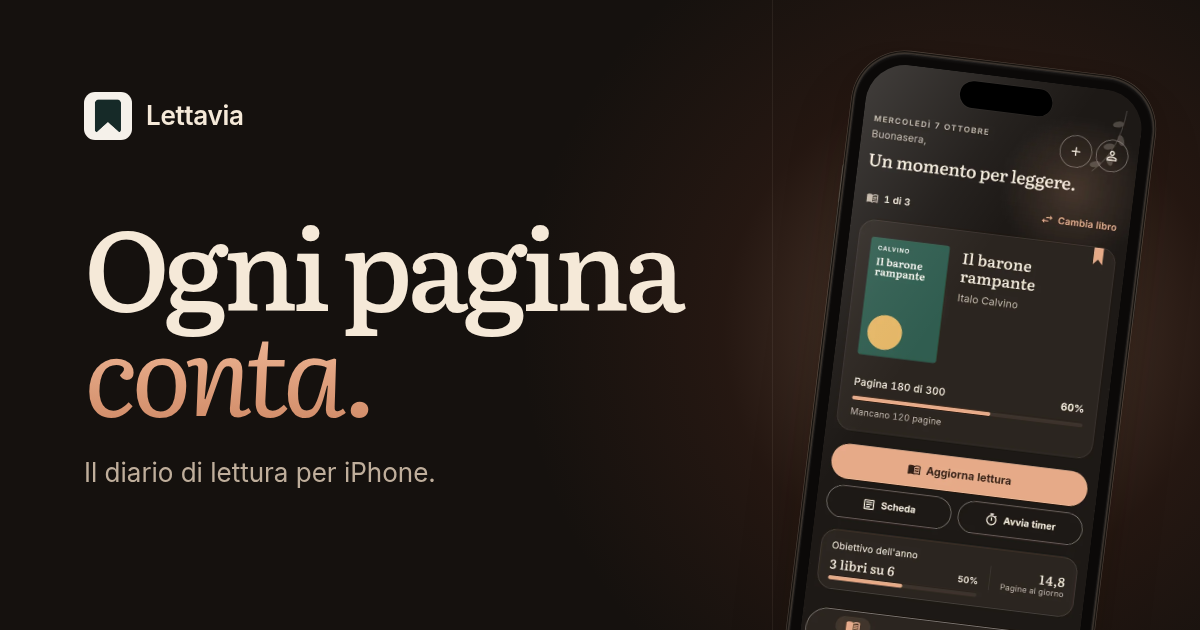 Lettavia
Ogni pagina
conta.
Il diario di lettura per iPhone.
MERCOLEDÌ 7 OTTOBRE
Buonasera,
Un momento per leggere.
1 di 3
Cambia libro
CALVINO
Il barone
rampante
Il barone
rampante
Italo Calvino
Pagina 180 di 300
60%
Mancano 120 pagine
Aggiorna lettura
Scheda
Avvia timer
Obiettivo dell'anno
3 libri su 6
50%
14,8
Pagine al giorno